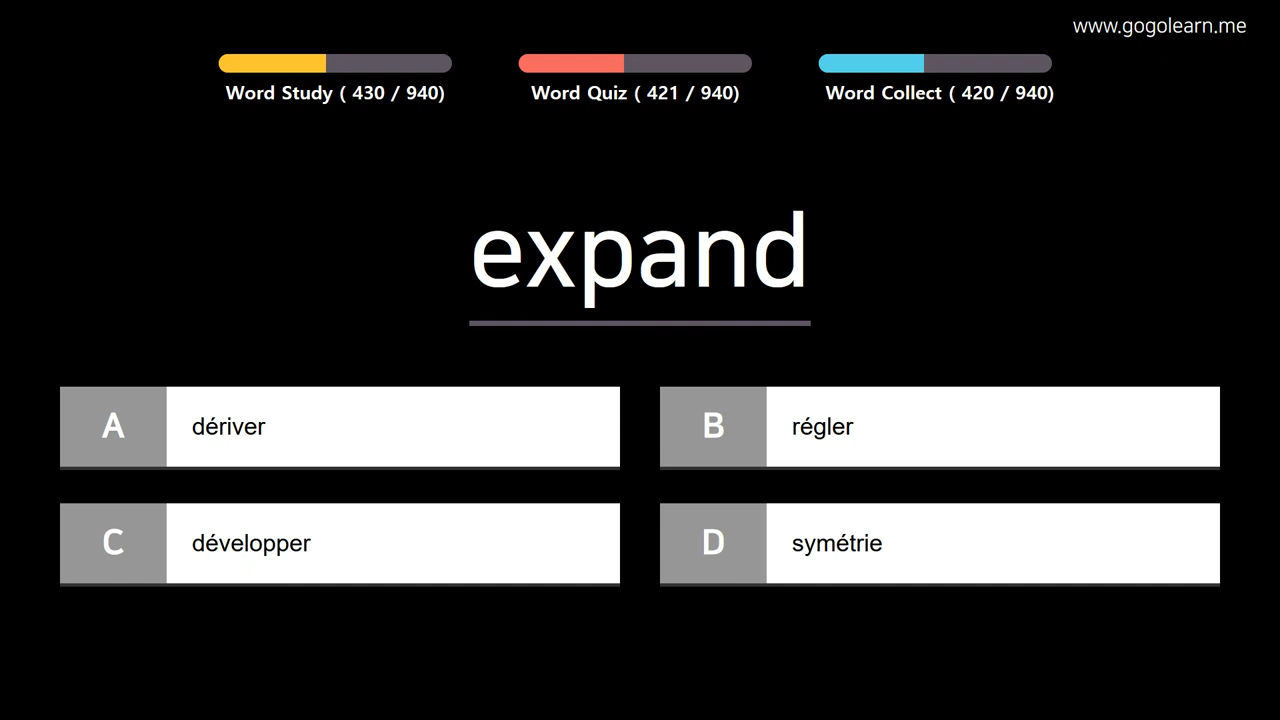 www.gogolearn.me
Word Study ( 430 / 940)
Word Quiz ( 421 / 940)
Word Collect ( 420 / 940)
expand
A dériver
B régler
C développer
D symétrie